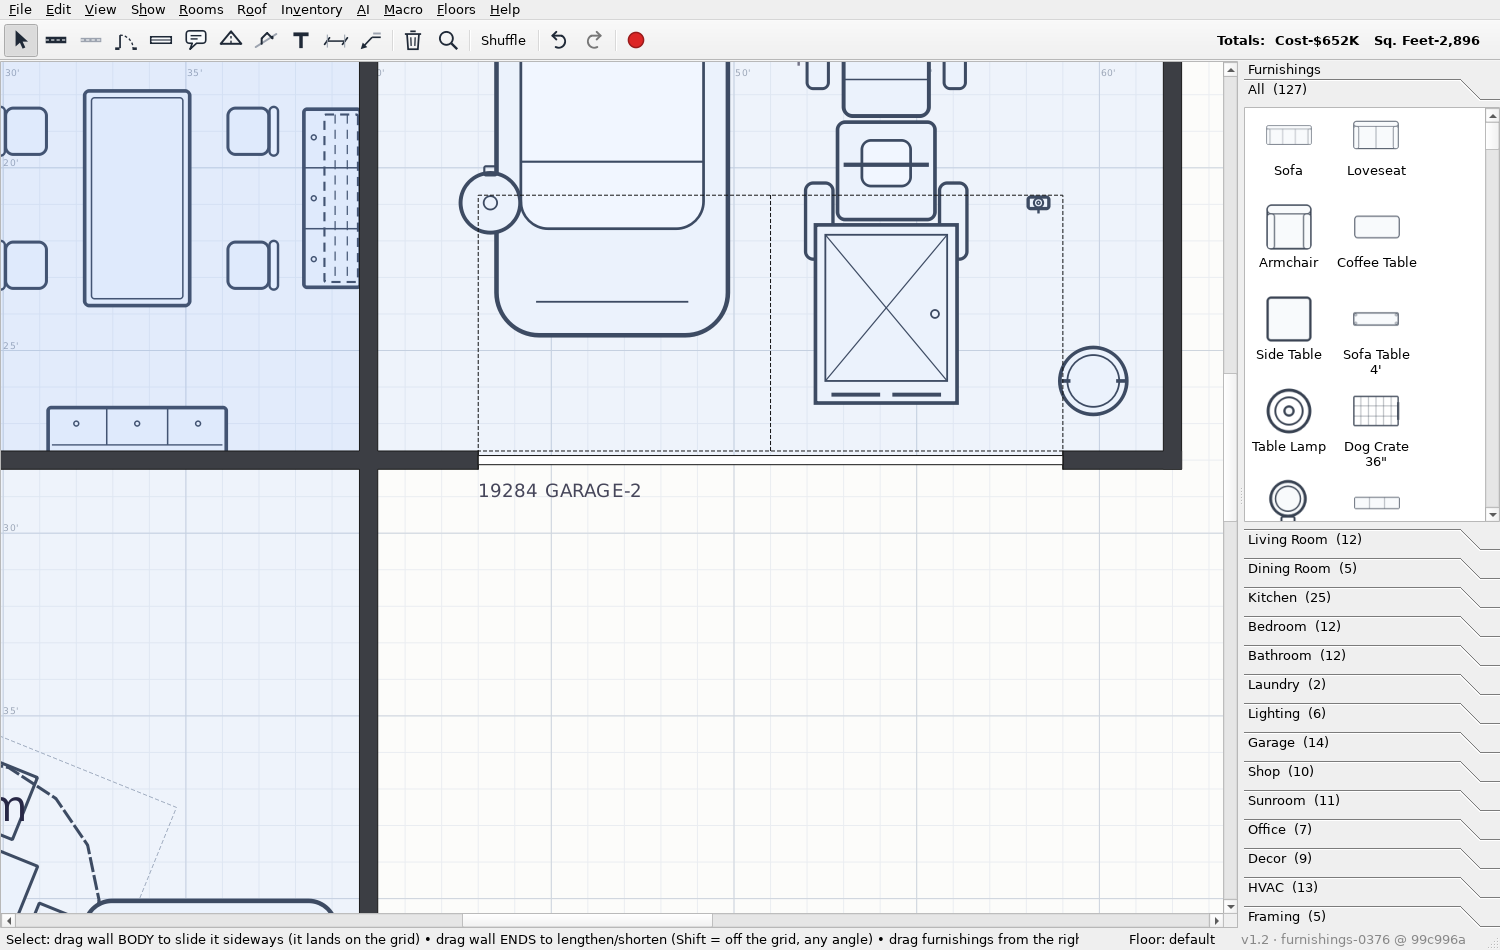 File Edit View Show Rooms Roof Inventory AI Macro Floors Help
Shuffle
Totals: Cost-$652K Sq. Feet-2,896
30' 35' 50' 60'
20'
25'
30'
35'
19284 GARAGE-2
Furnishings
All (127)
Sofa Loveseat
Armchair Coffee Table
Side Table Sofa Table
4'
Table Lamp Dog Crate
36"
Living Room (12)
Dining Room (5)
Kitchen (25)
Bedroom (12)
Bathroom (12)
Laundry (2)
Lighting (6)
Garage (14)
Shop (10)
Sunroom (11)
Office (7)
Decor (9)
HVAC (13)
Framing (5)
Select: drag wall BODY to slide it sideways (it lands on the grid) • drag wall ENDS to lengthen/shorten (Shift = off the grid, any angle) • drag furnishings from the
Floor: default
v1.2 · furnishings-0376 @ 99c996a